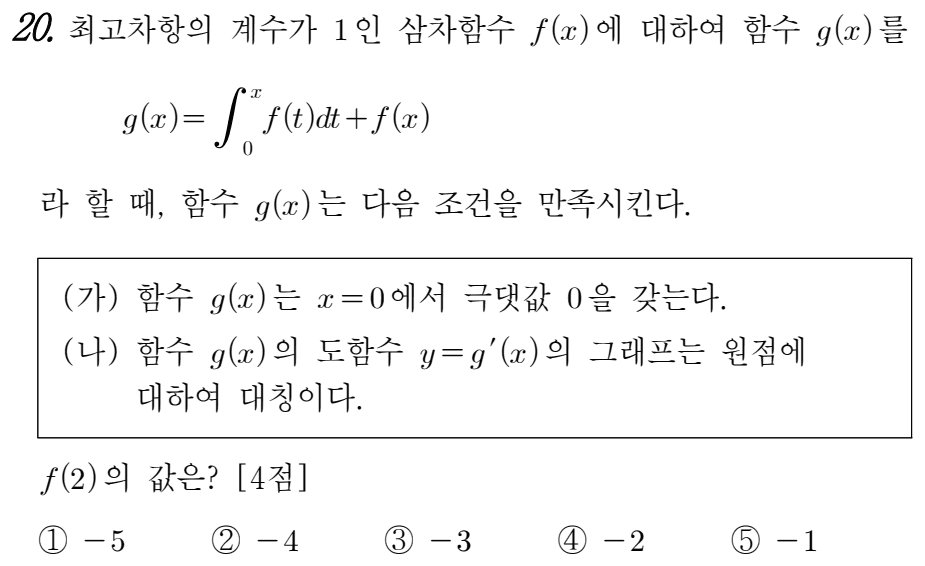 20. 최고차항의 계수가 1인 삼차함수 f(x)에 대하여 함수 g(x)를
g(x)=∫₀ˣ f(t)dt+f(x)
라 할 때, 함수 g(x)는 다음 조건을 만족시킨다.
(가) 함수 g(x)는 x=0에서 극댓값 0을 갖는다.
(나) 함수 g(x)의 도함수 y=g′(x)의 그래프는 원점에
대하여 대칭이다.
f(2)의 값은? [4점]
① −5 ② −4 ③ −3 ④ −2 ⑤ −1